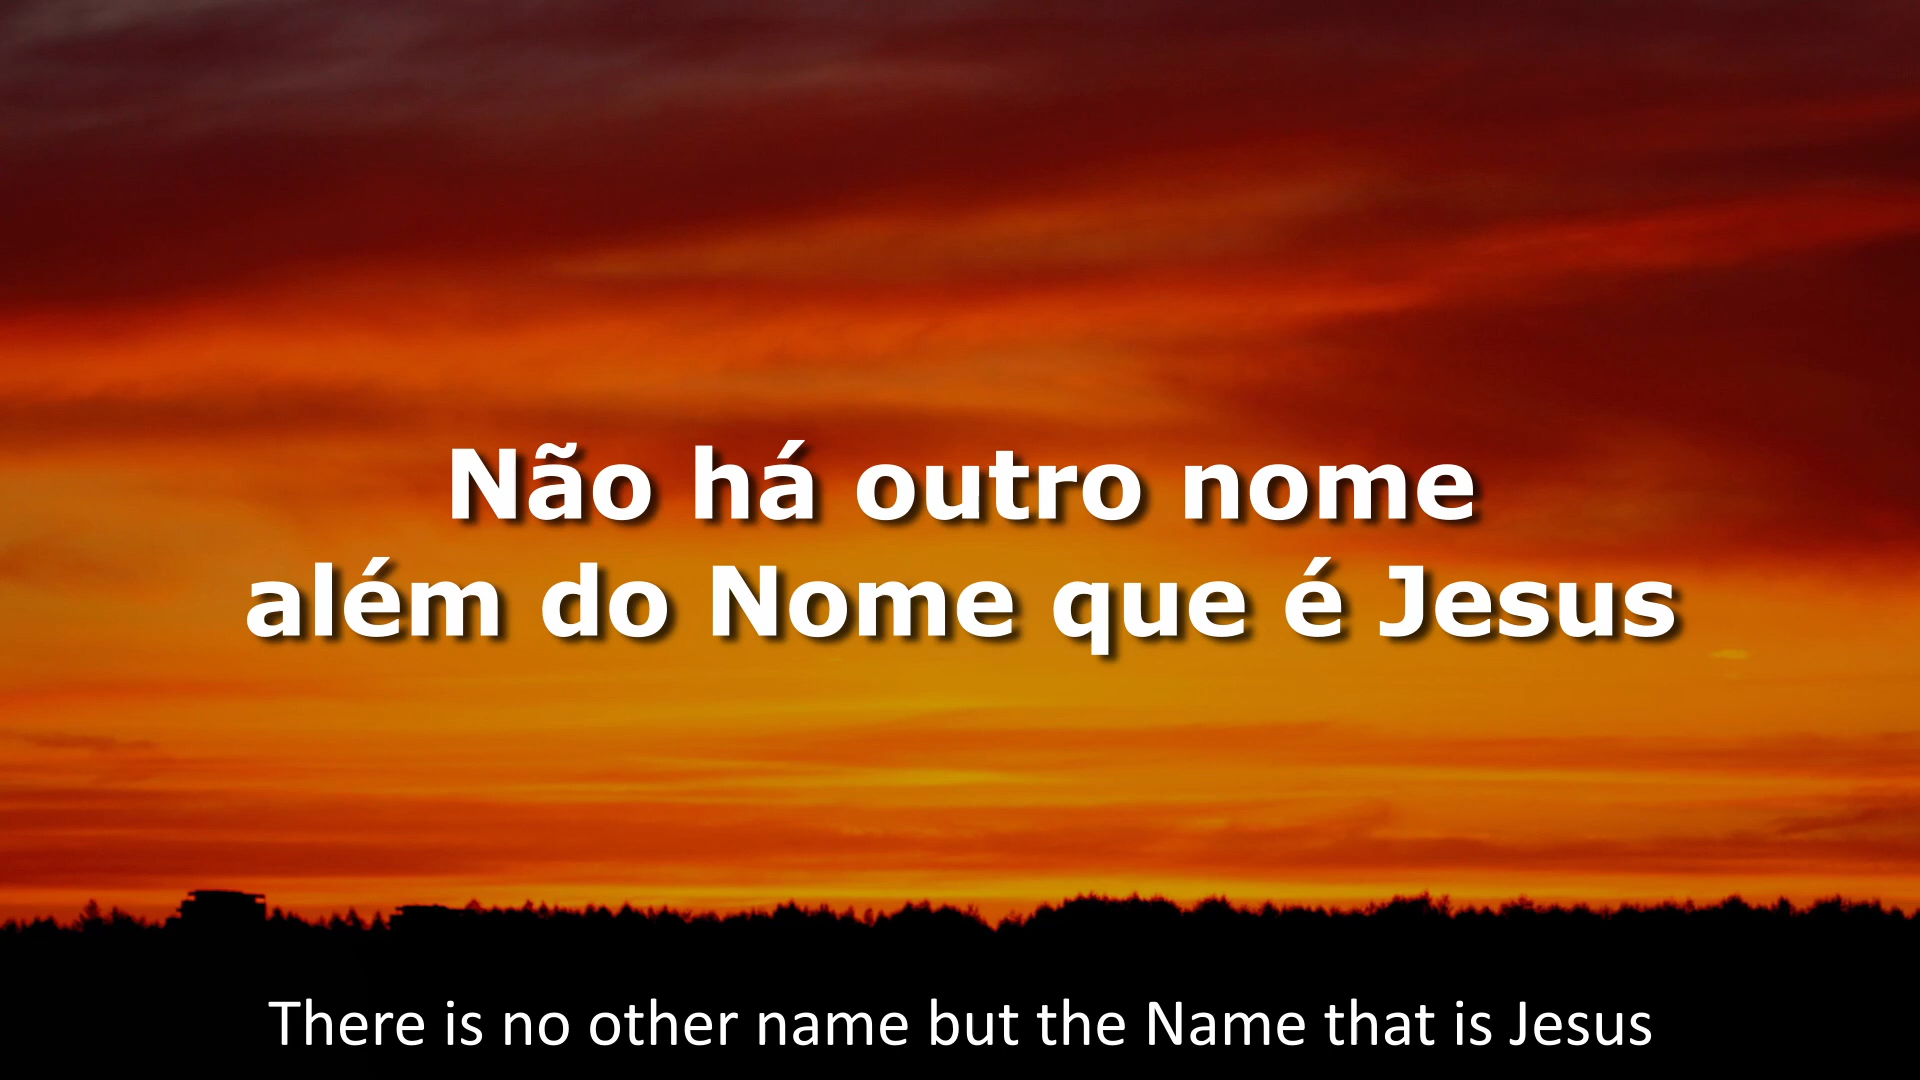 Não há outro nome
além do Nome que é Jesus
There is no other name but the Name that is Jesus